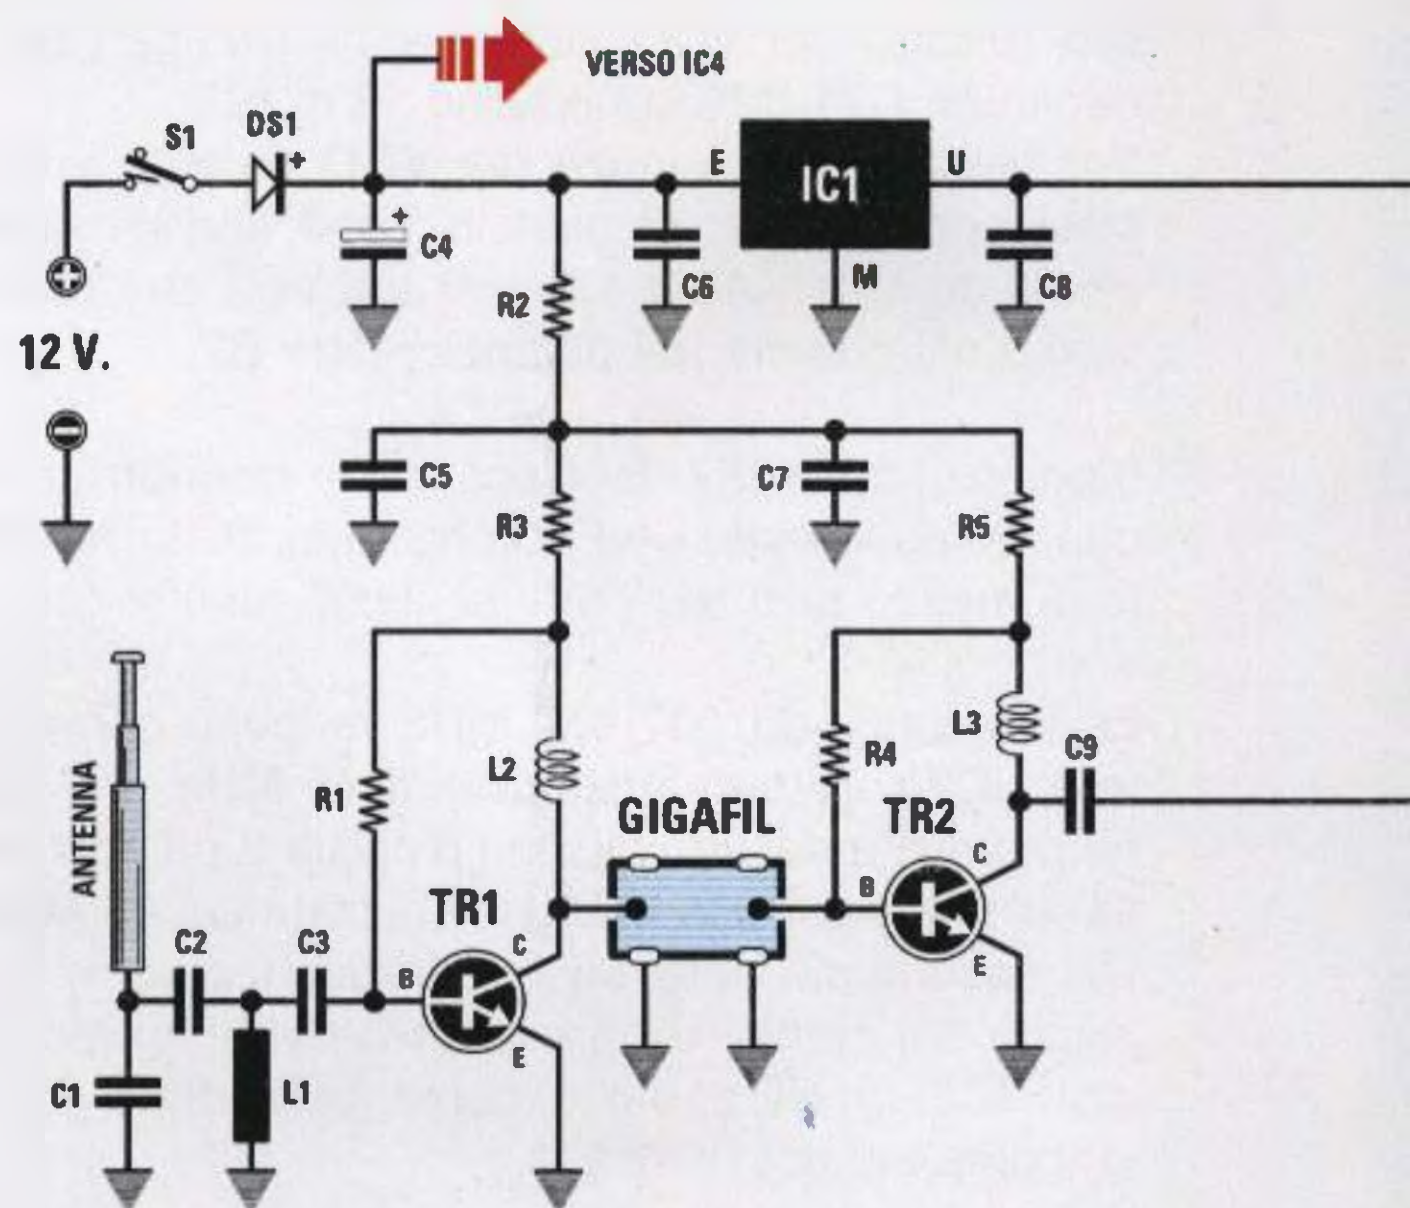 VERSO IC4
S1
DS1
+
E
IC1
U
+
C4
M
C6
C8
R2
+
12 V.
-
C5
C7
R3
R5
L2
L3
C9
R1
R4
ANTENNA
GIGAFIL
TR2
C
B
TR1
C
E
C2
C3
B
E
C1
L1